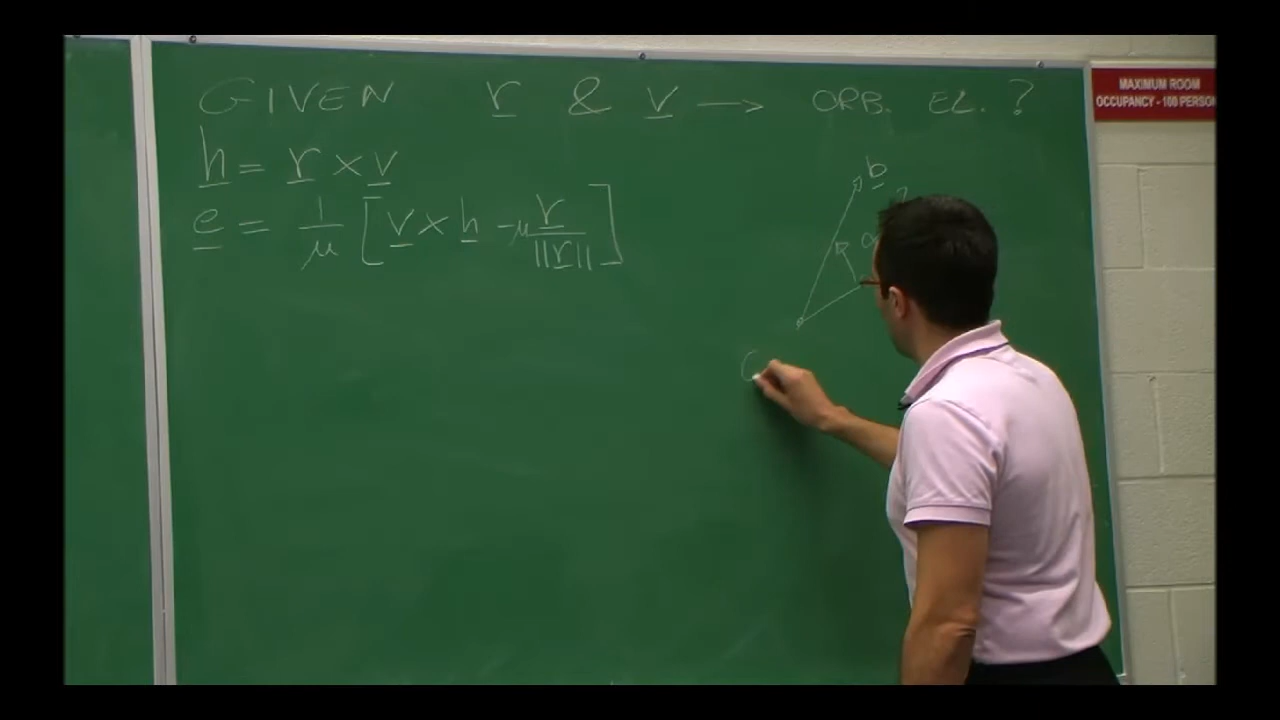 GIVEN r & v → ORB. EL. ?
h = r × v
e = 1/μ [ v × h - μ r/||r|| ]
b
?
α
C
MAXIMUM ROOM
OCCUPANCY - 100 PERSON